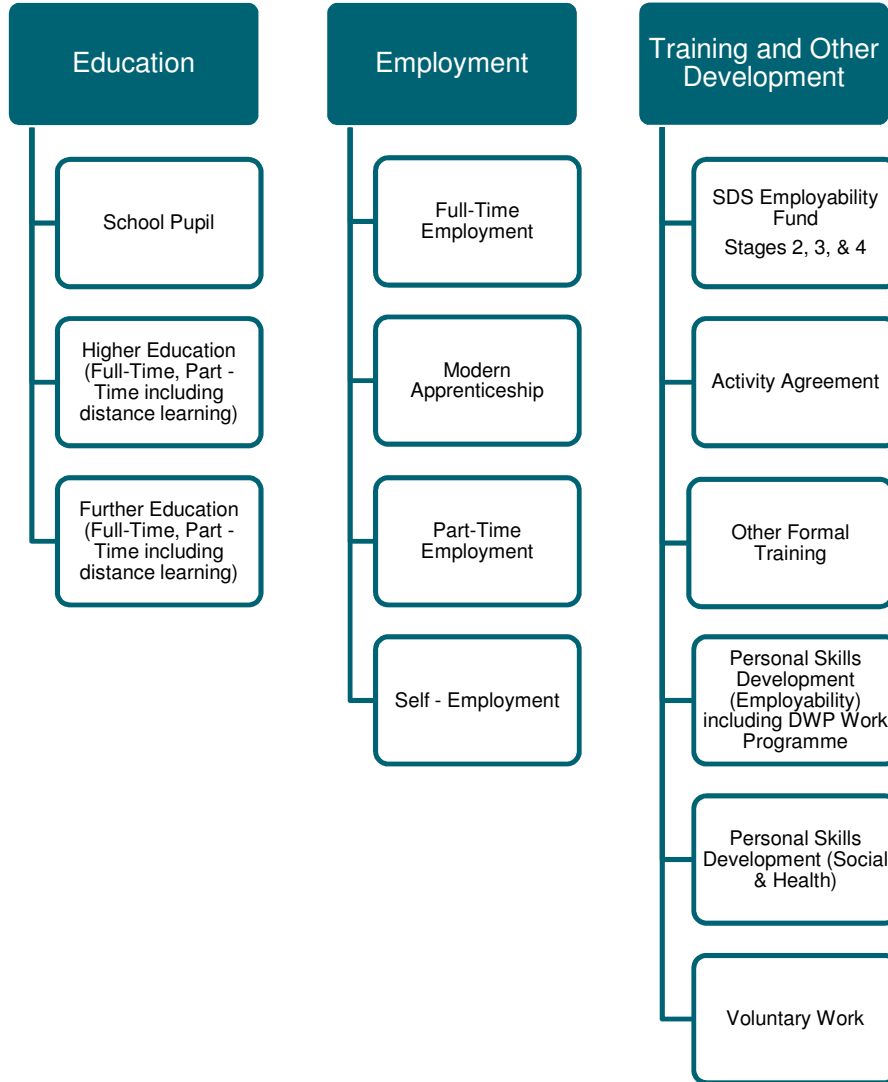 Education
School Pupil
Higher Education
(Full-Time, Part -
Time including
distance learning)
Further Education
(Full-Time, Part -
Time including
distance learning)
Employment
Full-Time
Employment
Modern
Apprenticeship
Part-Time
Employment
Self - Employment
Training and Other
Development
SDS Employability
Fund
Stages 2, 3, & 4
Activity Agreement
Other Formal
Training
Personal Skills
Development
(Employability)
including DWP Work
Programme
Personal Skills
Development (Social
& Health)
Voluntary Work